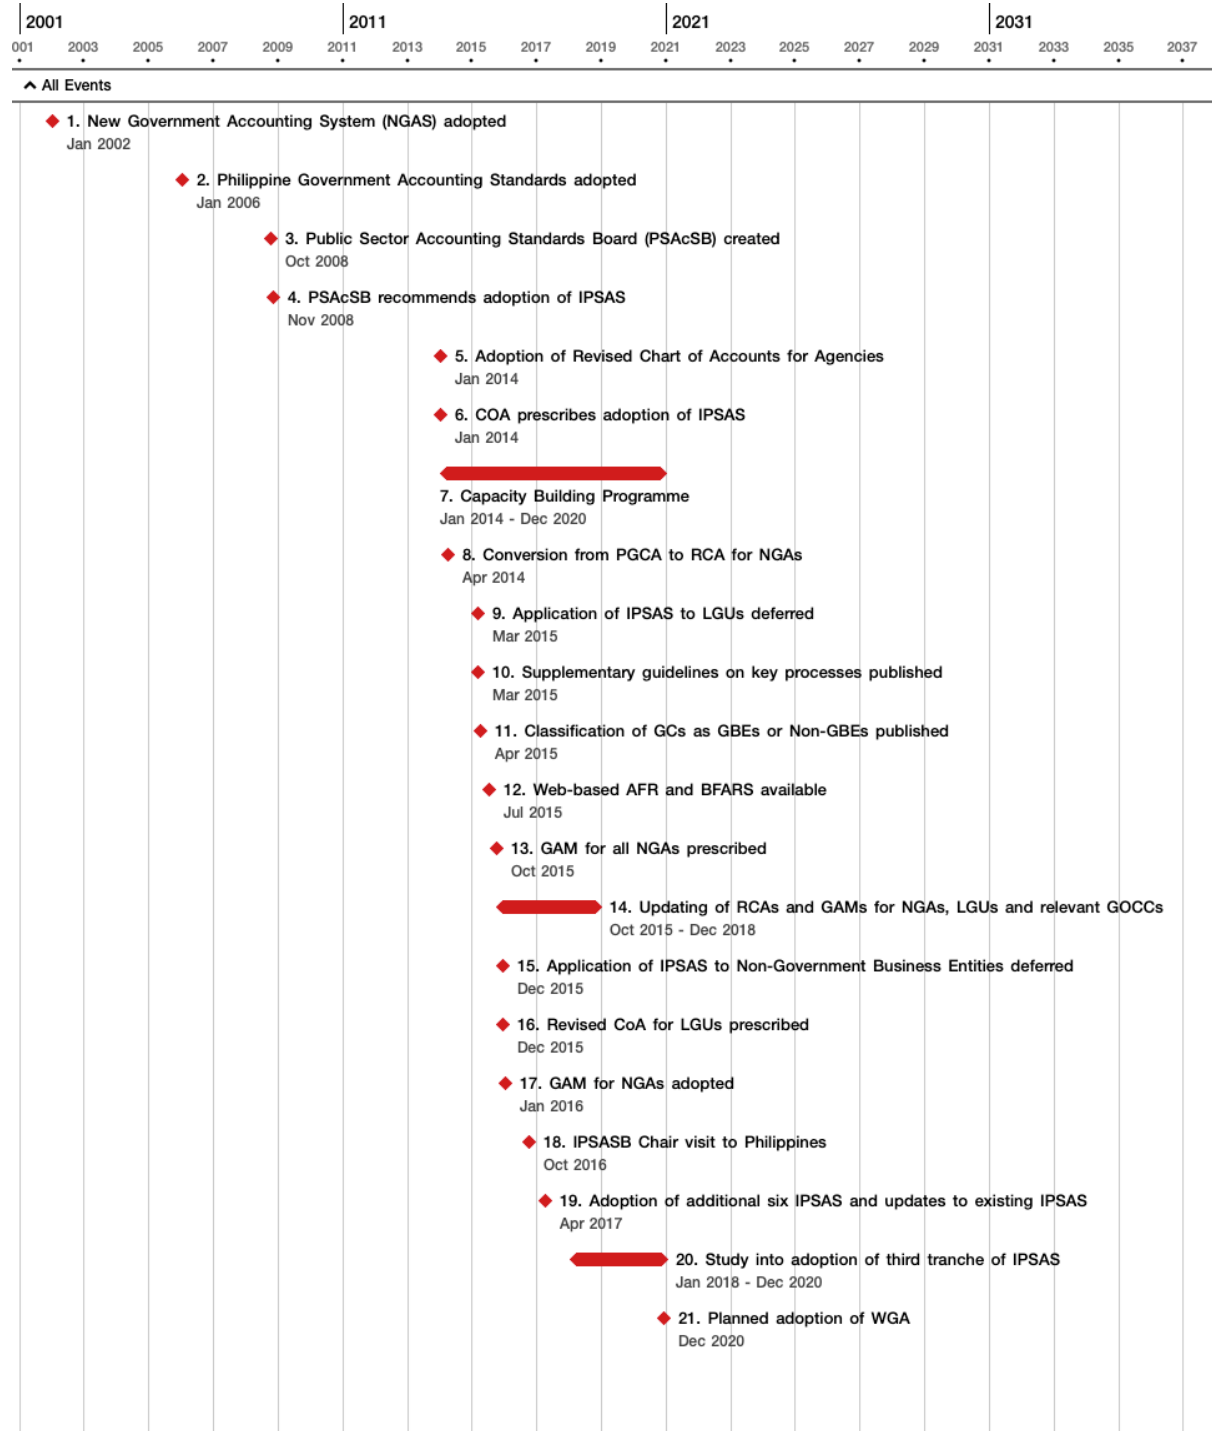 2001 2011 2021 2031
001 2003 2005 2007 2009 2011 2013 2015 2017 2019 2021 2023 2025 2027 2029 2031 2033 2035 2037
All Events
1. New Government Accounting System (NGAS) adopted
Jan 2002
2. Philippine Government Accounting Standards adopted
Jan 2006
3. Public Sector Accounting Standards Board (PSAcSB) created
Oct 2008
4. PSAcSB recommends adoption of IPSAS
Nov 2008
5. Adoption of Revised Chart of Accounts for Agencies
Jan 2014
6. COA prescribes adoption of IPSAS
Jan 2014
7. Capacity Building Programme
Jan 2014 - Dec 2020
8. Conversion from PGCA to RCA for NGAs
Apr 2014
9. Application of IPSAS to LGUs deferred
Mar 2015
10. Supplementary guidelines on key processes published
Mar 2015
11. Classification of GCs as GBEs or Non-GBEs published
Apr 2015
12. Web-based AFR and BFARS available
Jul 2015
13. GAM for all NGAs prescribed
Oct 2015
14. Updating of RCAs and GAMs for NGAs, LGUs and relevant GOCCs
Oct 2015 - Dec 2018
15. Application of IPSAS to Non-Government Business Entities deferred
Dec 2015
16. Revised CoA for LGUs prescribed
Dec 2015
17. GAM for NGAs adopted
Jan 2016
18. IPSASB Chair visit to Philippines
Oct 2016
19. Adoption of additional six IPSAS and updates to existing IPSAS
Apr 2017
20. Study into adoption of third tranche of IPSAS
Jan 2018 - Dec 2020
21. Planned adoption of WGA
Dec 2020